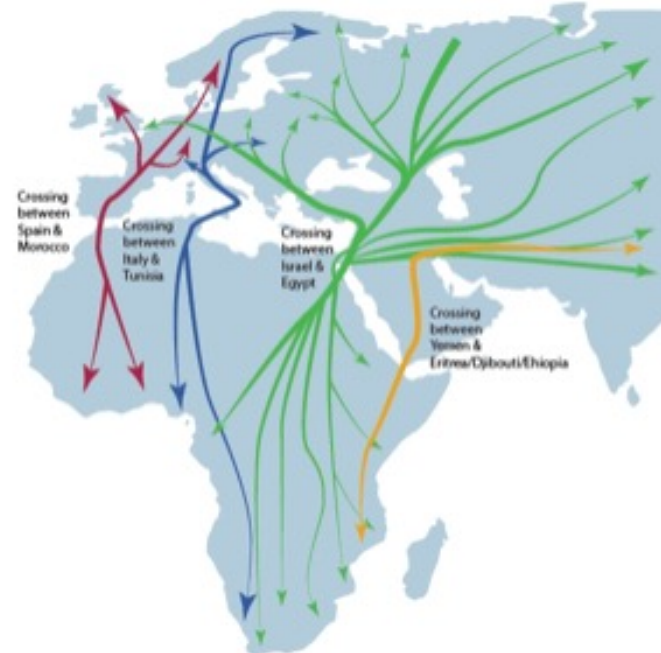 Crossing
between
Spain &
Morocco
Crossing
between
Italy &
Tunisia
Crossing
between
Israel &
Egypt
Crossing
between
Yemen &
Eritrea/Djibouti/Ehiopia